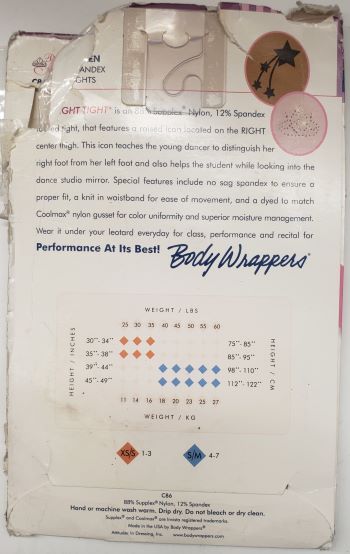 EN
ANDEX
GHTS
GHT TIGHT® is an 88% Supplex® Nylon, 12% Spandex
tight, that features a raised icon located on the RIGHT
center thigh. This icon teaches the young dancer to distinguish her
right foot from her left foot and also helps the student while looking into the
dance studio mirror. Special features include no sag spandex to ensure a
proper fit, a knit in waistband for ease of movement, and a dyed to match
Coolmax® nylon gusset for color uniformity and superior moisture management.
Wear it under your leotard everyday for class, performance and recital for
Performance At Its Best! Body Wrappers®
WEIGHT / LBS
25 30 35 40 45 50 55 60
HEIGHT / INCHES
HEIGHT / CM
30"- 34" 75"- 85"
35"- 38" 85"- 95"
39"- 44" 98"- 110"
45"- 49" 112"- 122"
11 14 16 18 20 23 25 27
WEIGHT / KG
XS/S 1-3 S/M 4-7
C86
88% Supplex® Nylon, 12% Spandex
Hand or machine wash warm. Drip dry. Do not bleach or dry clean.
Supplex® and Coolmax® are Invista registered trademarks.
Made in the USA by Body Wrappers®
Attitudes in Dressing, Inc. www.bodywrappers.com